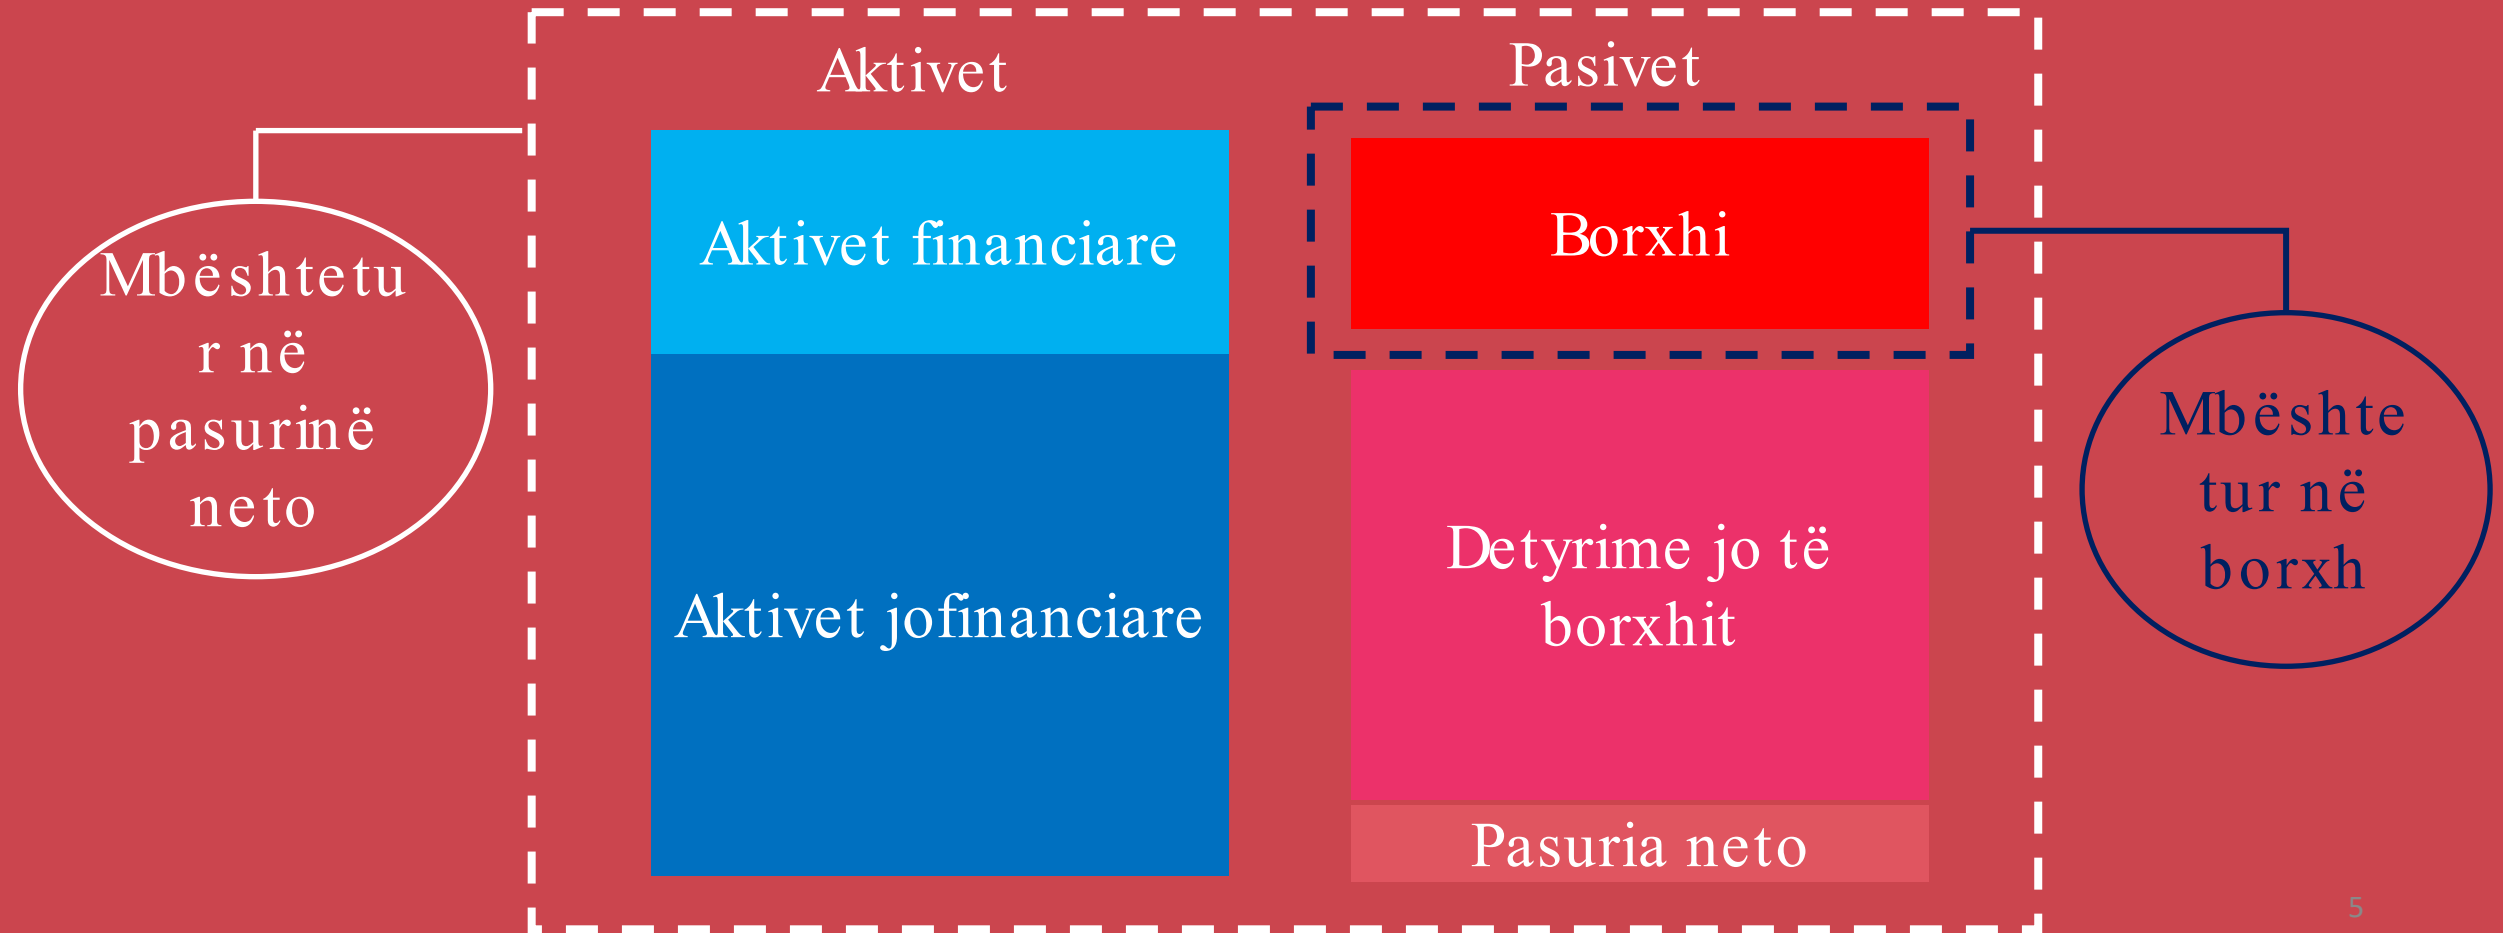 Aktivet
Pasivet
Mbështetu
r në
pasurinë
neto
Aktivet financiare
Aktivet jofinanciare
Borxhi
Detyrime jo të
borxhit
Pasuria neto
Mbështe
tur në
borxh
5